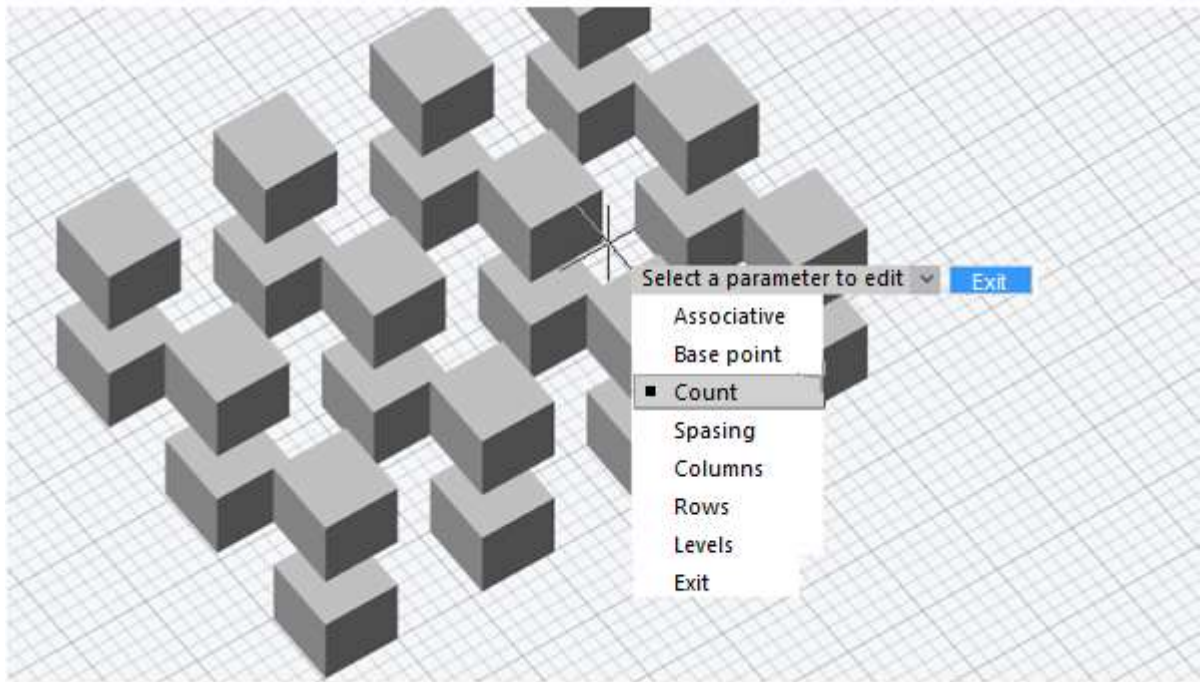 Select a parameter to edit Exit
Associative
Base point
Count
Spasing
Columns
Rows
Levels
Exit